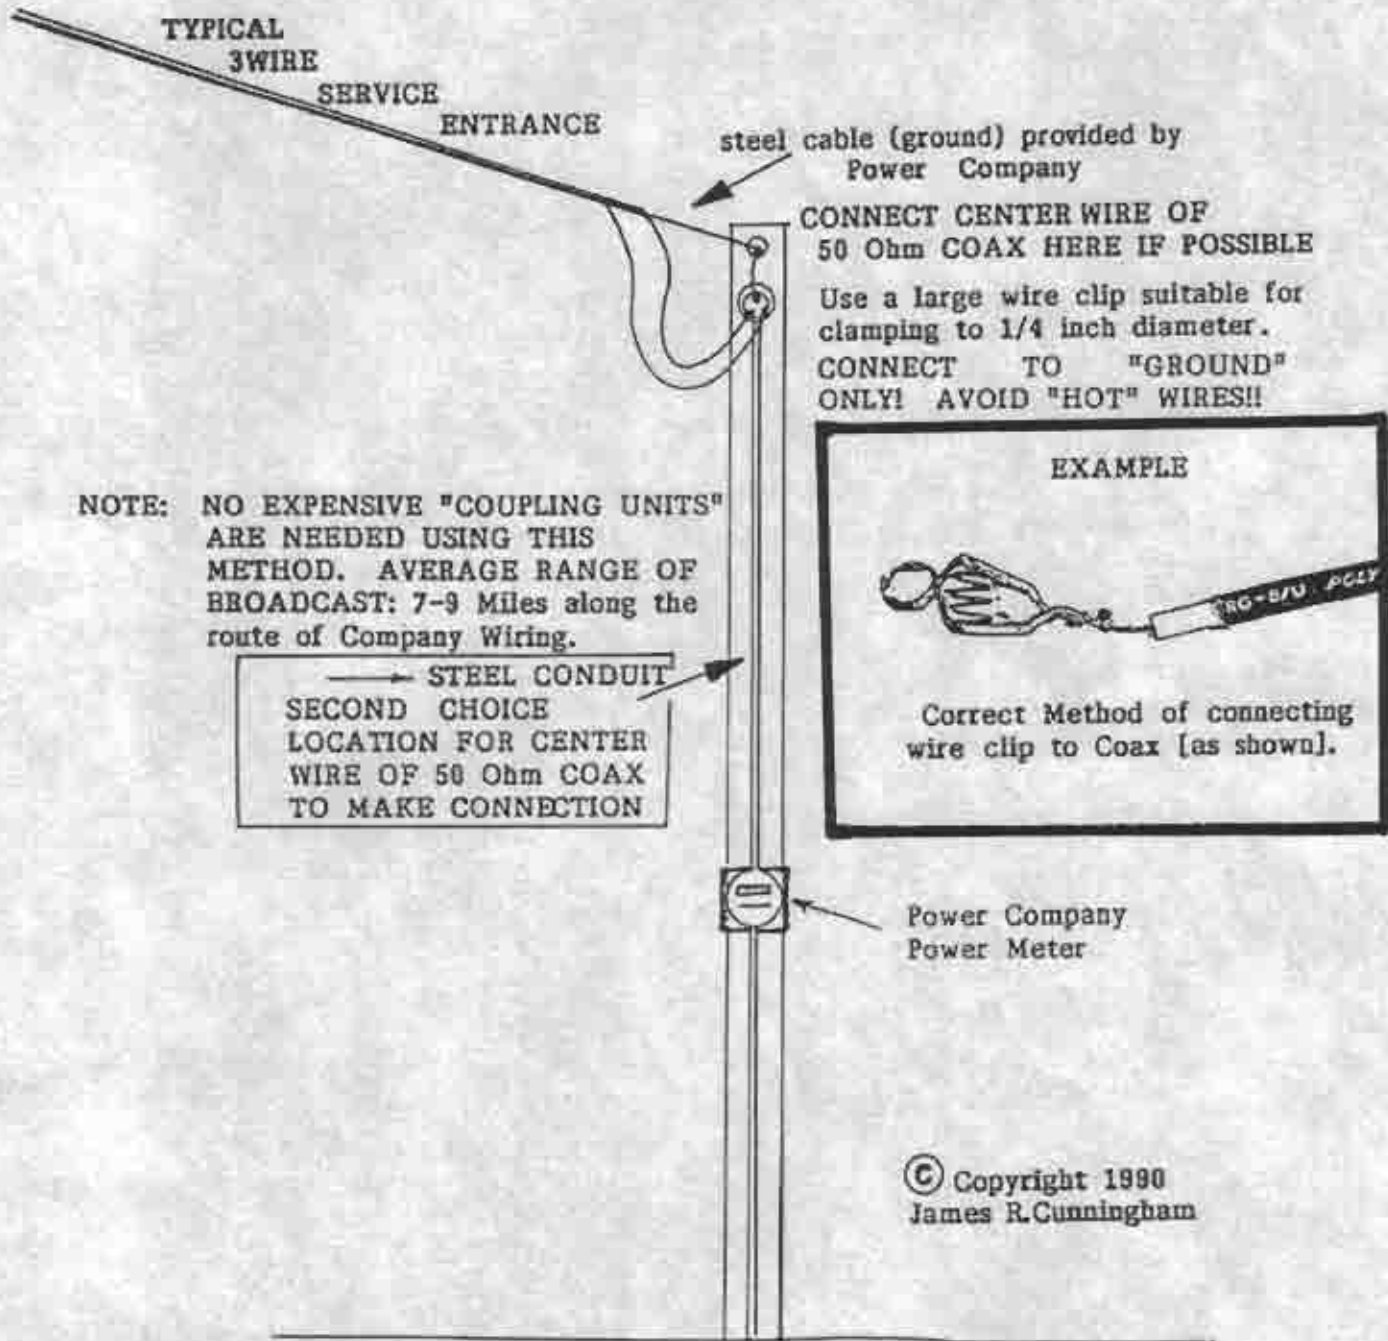 TYPICAL
3WIRE
SERVICE
ENTRANCE
steel cable (ground) provided by
Power Company
CONNECT CENTER WIRE OF
50 Ohm COAX HERE IF POSSIBLE
Use a large wire clip suitable for
clamping to 1/4 inch diameter.
CONNECT TO "GROUND"
ONLY! AVOID "HOT" WIRES!!
EXAMPLE
RG-8/U POLY
Correct Method of connecting
wire clip to Coax [as shown].
NOTE: NO EXPENSIVE "COUPLING UNITS"
ARE NEEDED USING THIS
METHOD. AVERAGE RANGE OF
BROADCAST: 7-9 Miles along the
route of Company Wiring.
STEEL CONDUIT
SECOND CHOICE
LOCATION FOR CENTER
WIRE OF 50 Ohm COAX
TO MAKE CONNECTION
Power Company
Power Meter
© Copyright 1990
James R.Cunningham